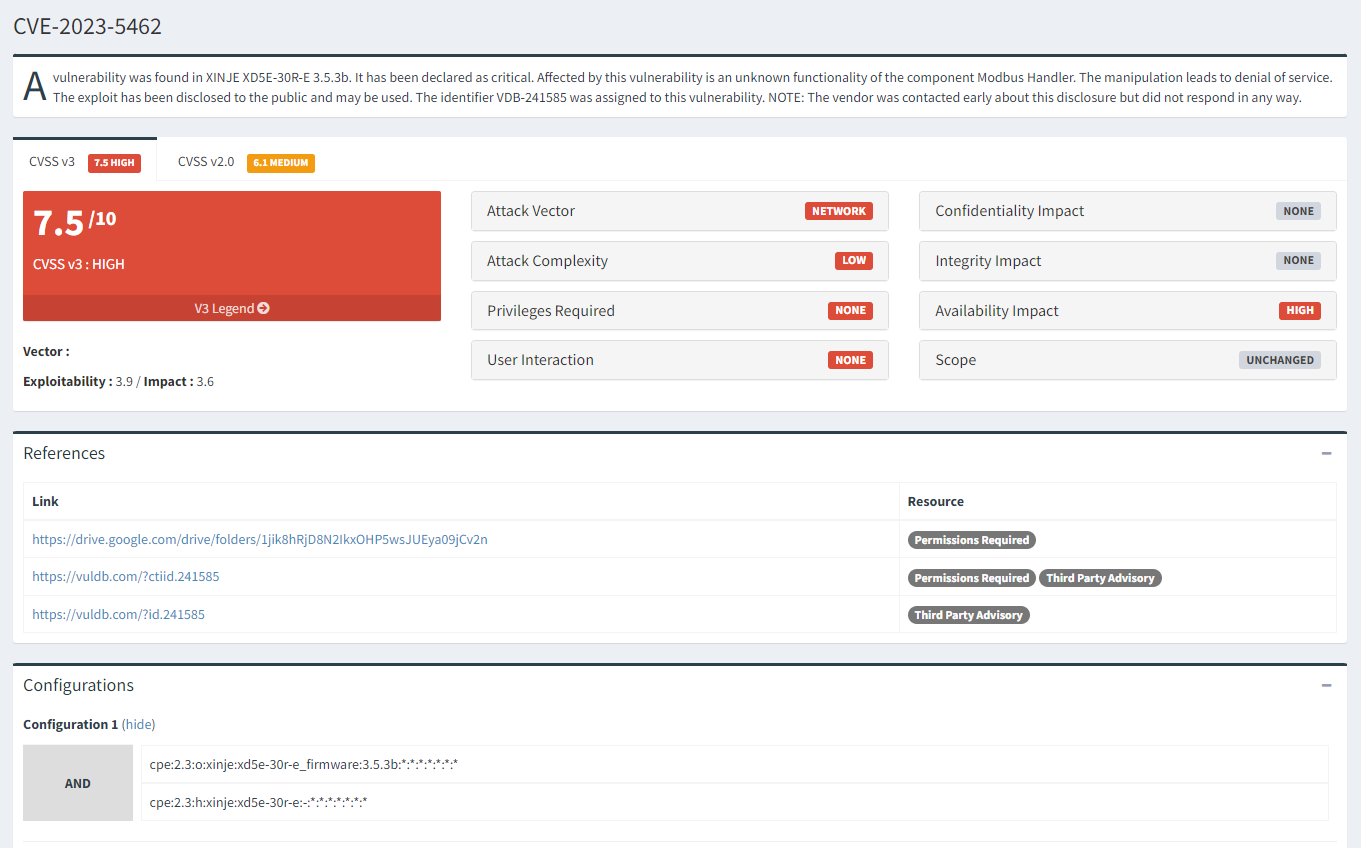 CVE-2023-5462
A vulnerability was found in XINJE XD5E-30R-E 3.5.3b. It has been declared as critical. Affected by this vulnerability is an unknown functionality of the component Modbus Handler. The manipulation leads to denial of service.
The exploit has been disclosed to the public and may be used. The identifier VDB-241585 was assigned to this vulnerability. NOTE: The vendor was contacted early about this disclosure but did not respond in any way.
CVSS v3 7.5 HIGH CVSS v2.0 6.1 MEDIUM
7.5 /10
CVSS v3 : HIGH
V3 Legend
Vector :
Exploitability : 3.9 / Impact : 3.6
Attack Vector NETWORK
Attack Complexity LOW
Privileges Required NONE
User Interaction NONE
Confidentiality Impact NONE
Integrity Impact NONE
Availability Impact HIGH
Scope UNCHANGED
References
Link Resource
https://drive.google.com/drive/folders/1jik8hRjD8N2IkxOHP5wsJUEya09jCv2n Permissions Required
https://vuldb.com/?ctiid.241585 Permissions Required Third Party Advisory
https://vuldb.com/?id.241585 Third Party Advisory
Configurations
Configuration 1 (hide)
AND
cpe:2.3:o:xinje:xd5e-30r-e_firmware:3.5.3b:*:*:*:*:*:*:*
cpe:2.3:h:xinje:xd5e-30r-e:-:*:*:*:*:*:*:*